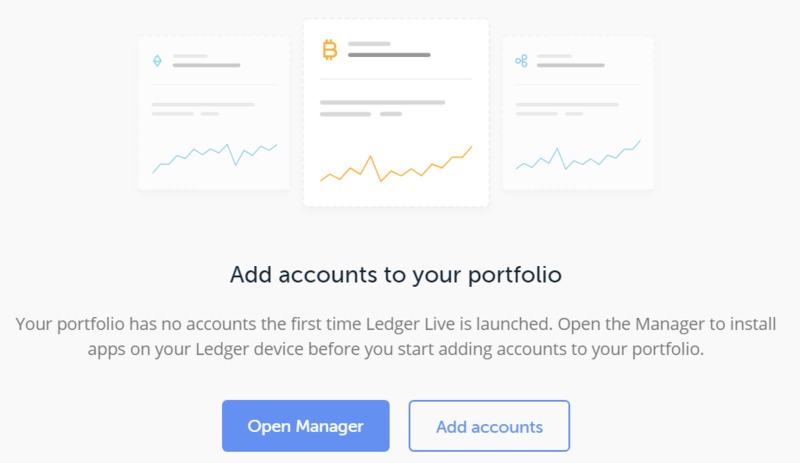 Add accounts to your portfolio
Your portfolio has no accounts the first time Ledger Live is launched. Open the Manager to install
apps on your Ledger device before you start adding accounts to your portfolio.
Open Manager
Add accounts